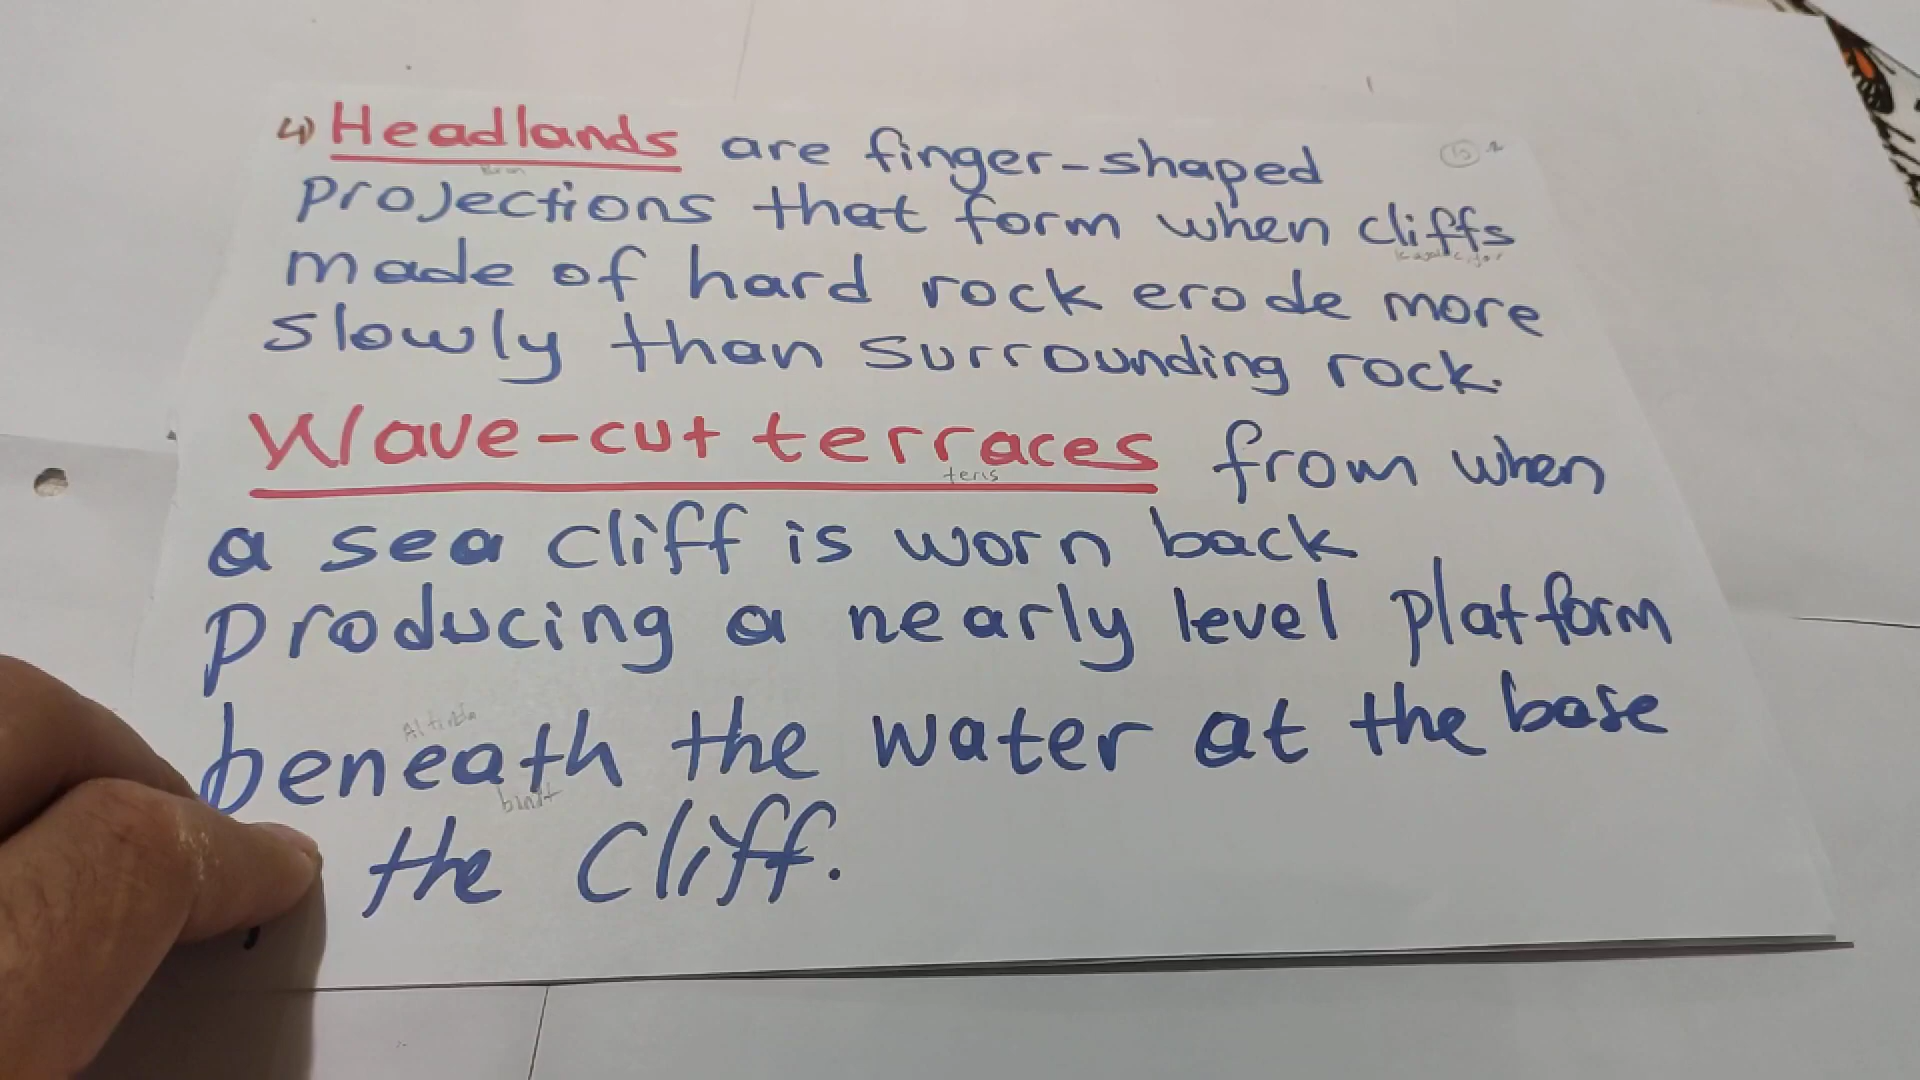 4) Headlands are finger-shaped
projections that form when cliffs
made of hard rock erode more
slowly than surrounding rock.
Wave-cut terraces from when
teris
a sea cliff is worn back
producing a nearly level platform
Altında
beneath the water at the base
the Cliff.